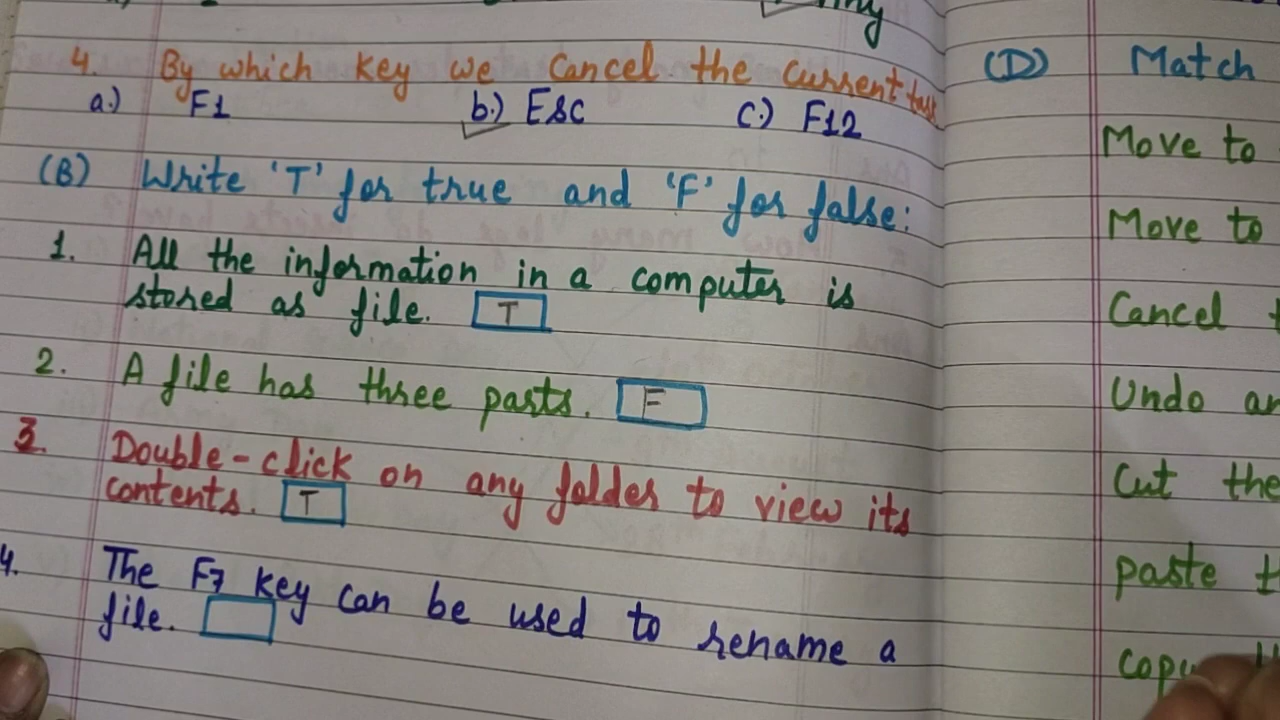 4. By which key we Cancel the current task
a.) F1 b.) Esc c.) F12
(B) Write 'T' for true and 'F' for false:
1. All the information in a computer is
stored as file. T
2. A file has three parts. F
3. Double-click on any folder to view its
contents. T
4. The F7 key can be used to rename a
file.
(D) Match
Move to
Move to
Cancel
Undo
Cut the
paste